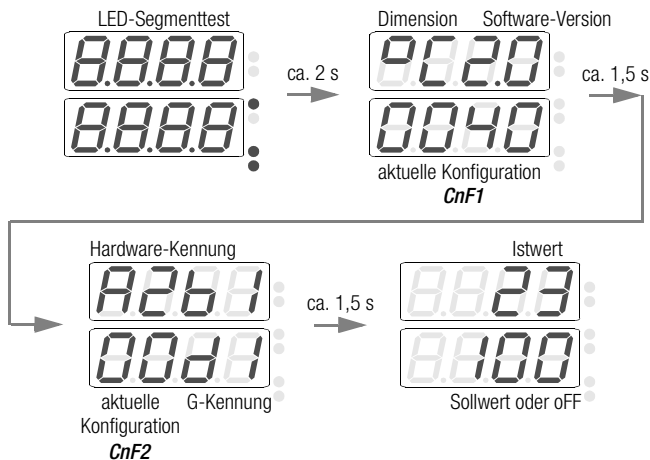 LED-Segmenttest
8.8.8.8
8.8.8.8
ca. 2 s
Dimension Software-Version
°C2.0
0040
aktuelle Konfiguration
CnF1
ca. 1,5 s
Hardware-Kennung
A2b1
00d1
aktuelle G-Kennung
Konfiguration
CnF2
ca. 1,5 s
Istwert
23
100
Sollwert oder oFF